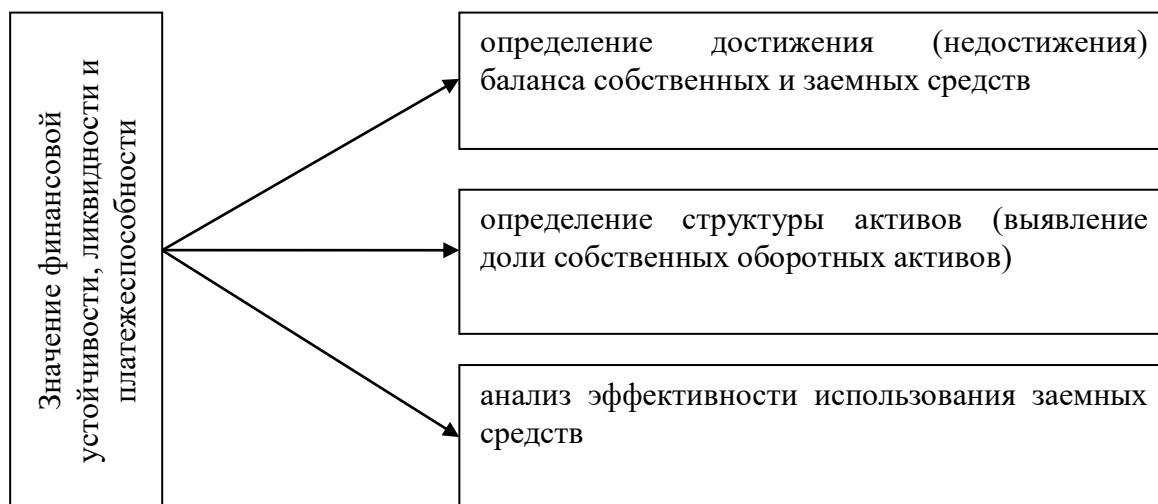 Значение финансовой
устойчивости, ликвидности и
платежеспособности
определение достижения (недостижения)
баланса собственных и заемных средств
определение структуры активов (выявление
доли собственных оборотных активов)
анализ эффективности использования заемных
средств